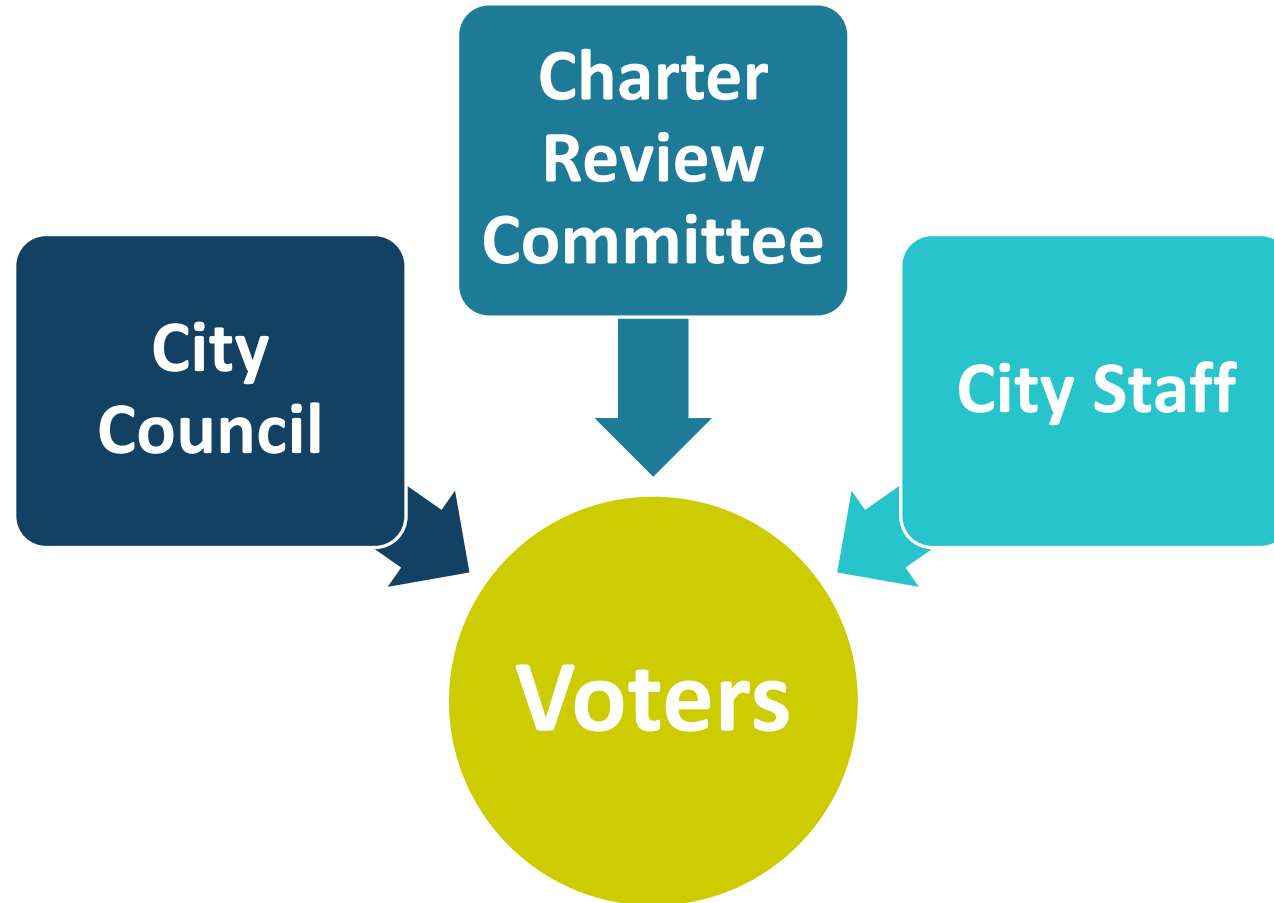 Charter
Review
Committee
City
Council
City Staff
Voters